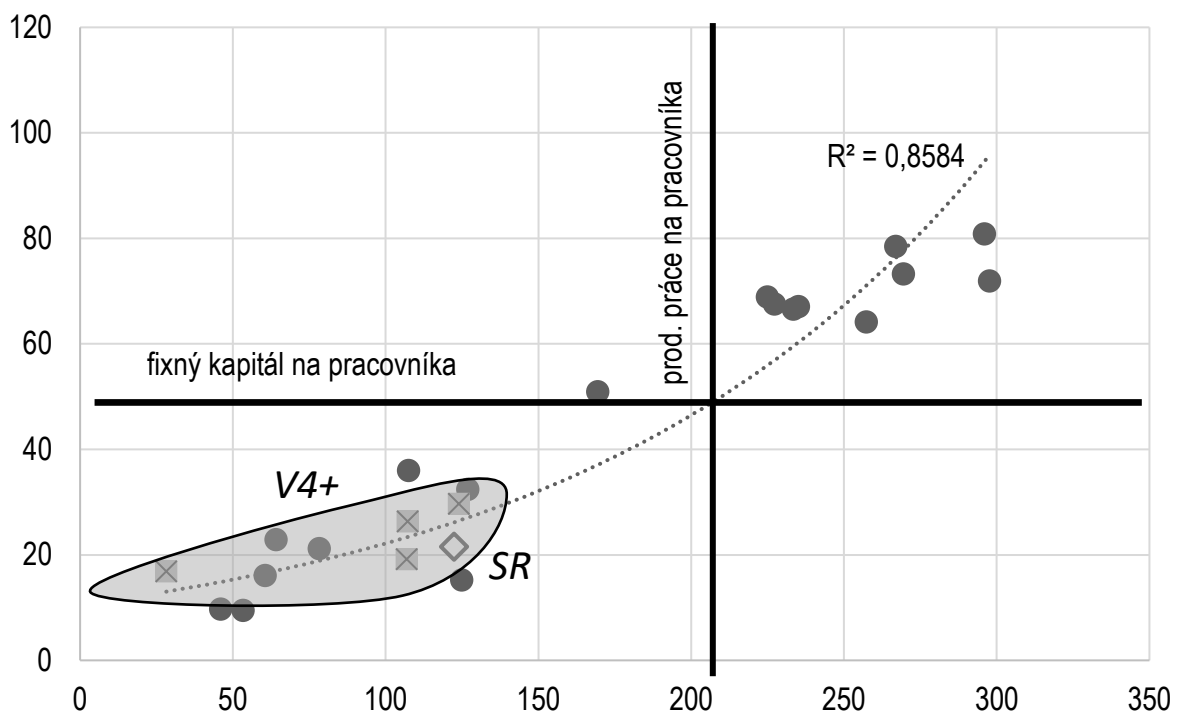 120
100
80
60
40
20
0
R² = 0,8584
prod. práce na pracovníka
fixný kapitál na pracovníka
V4+
SR
0 50 100 150 200 250 300 350